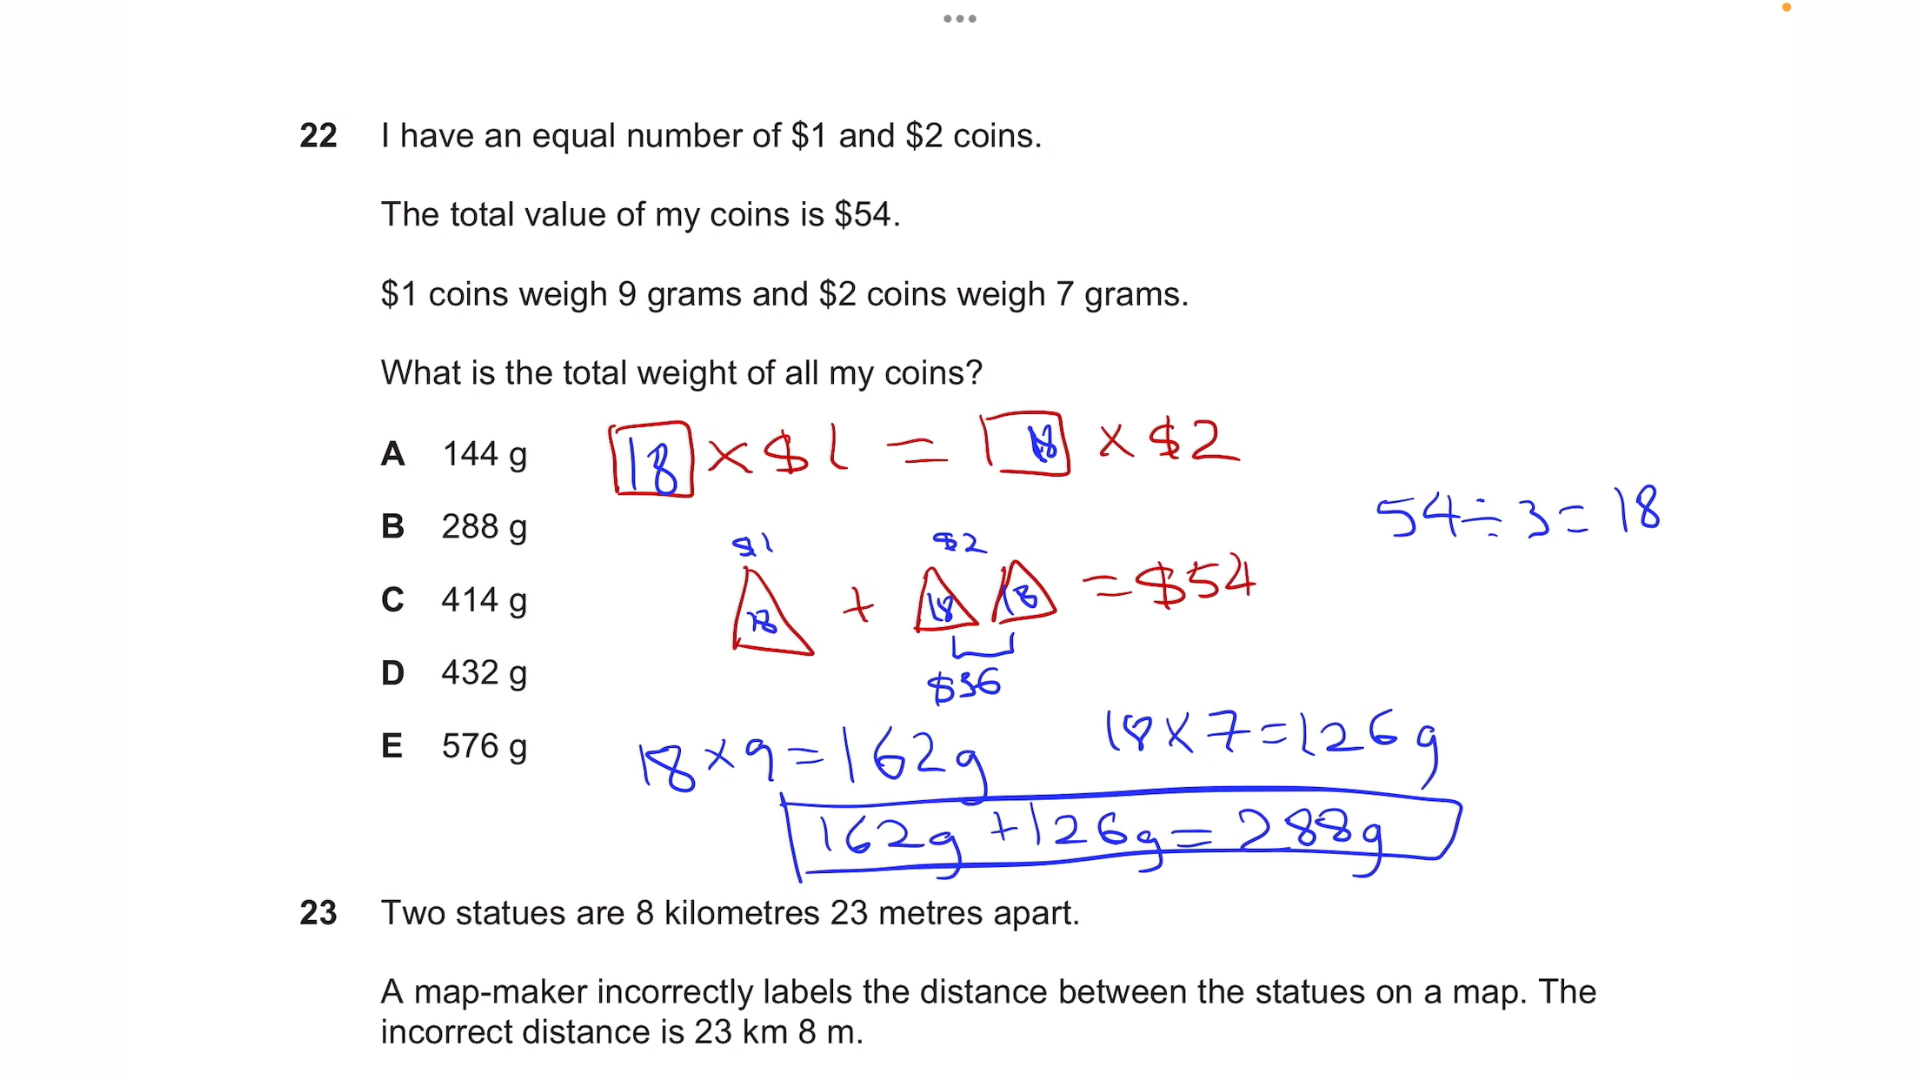 22 I have an equal number of $1 and $2 coins.
The total value of my coins is $54.
$1 coins weigh 9 grams and $2 coins weigh 7 grams.
What is the total weight of all my coins?
A 144 g
18 × $1 = 18 × $2
B 288 g
54 ÷ 3 = 18
$1 $2
C 414 g
18 + 18 18 = $54
D 432 g
$36
E 576 g
18 × 9 = 162g 18 × 7 = 126g
162g + 126g = 288g
23 Two statues are 8 kilometres 23 metres apart.
A map-maker incorrectly labels the distance between the statues on a map. The
incorrect distance is 23 km 8 m.